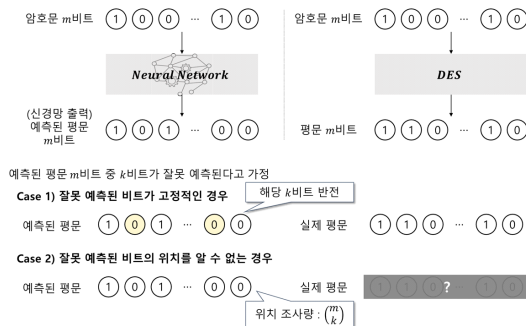 암호문 𝑚비트 1 0 0 … 1 0
암호문 𝑚비트 1 0 0 … 1 0
Neural Network
DES
(신경망 출력)
예측된 평문
𝑚비트
1 0 1 … 0 0
평문 𝑚비트 1 1 0 … 1 0
예측된 평문 𝑚비트 중 𝑘비트가 잘못 예측된다고 가정
Case 1) 잘못 예측된 비트가 고정적인 경우
해당 𝑘비트 반전
예측된 평문 1 0 1 … 0 0
실제 평문 1 1 0 … 1 0
Case 2) 잘못 예측된 비트의 위치를 알 수 없는 경우
예측된 평문 1 0 1 … 0 0
실제 평문 1 1 0 ? 1 0
위치 조사량 : (𝑚
𝑘)